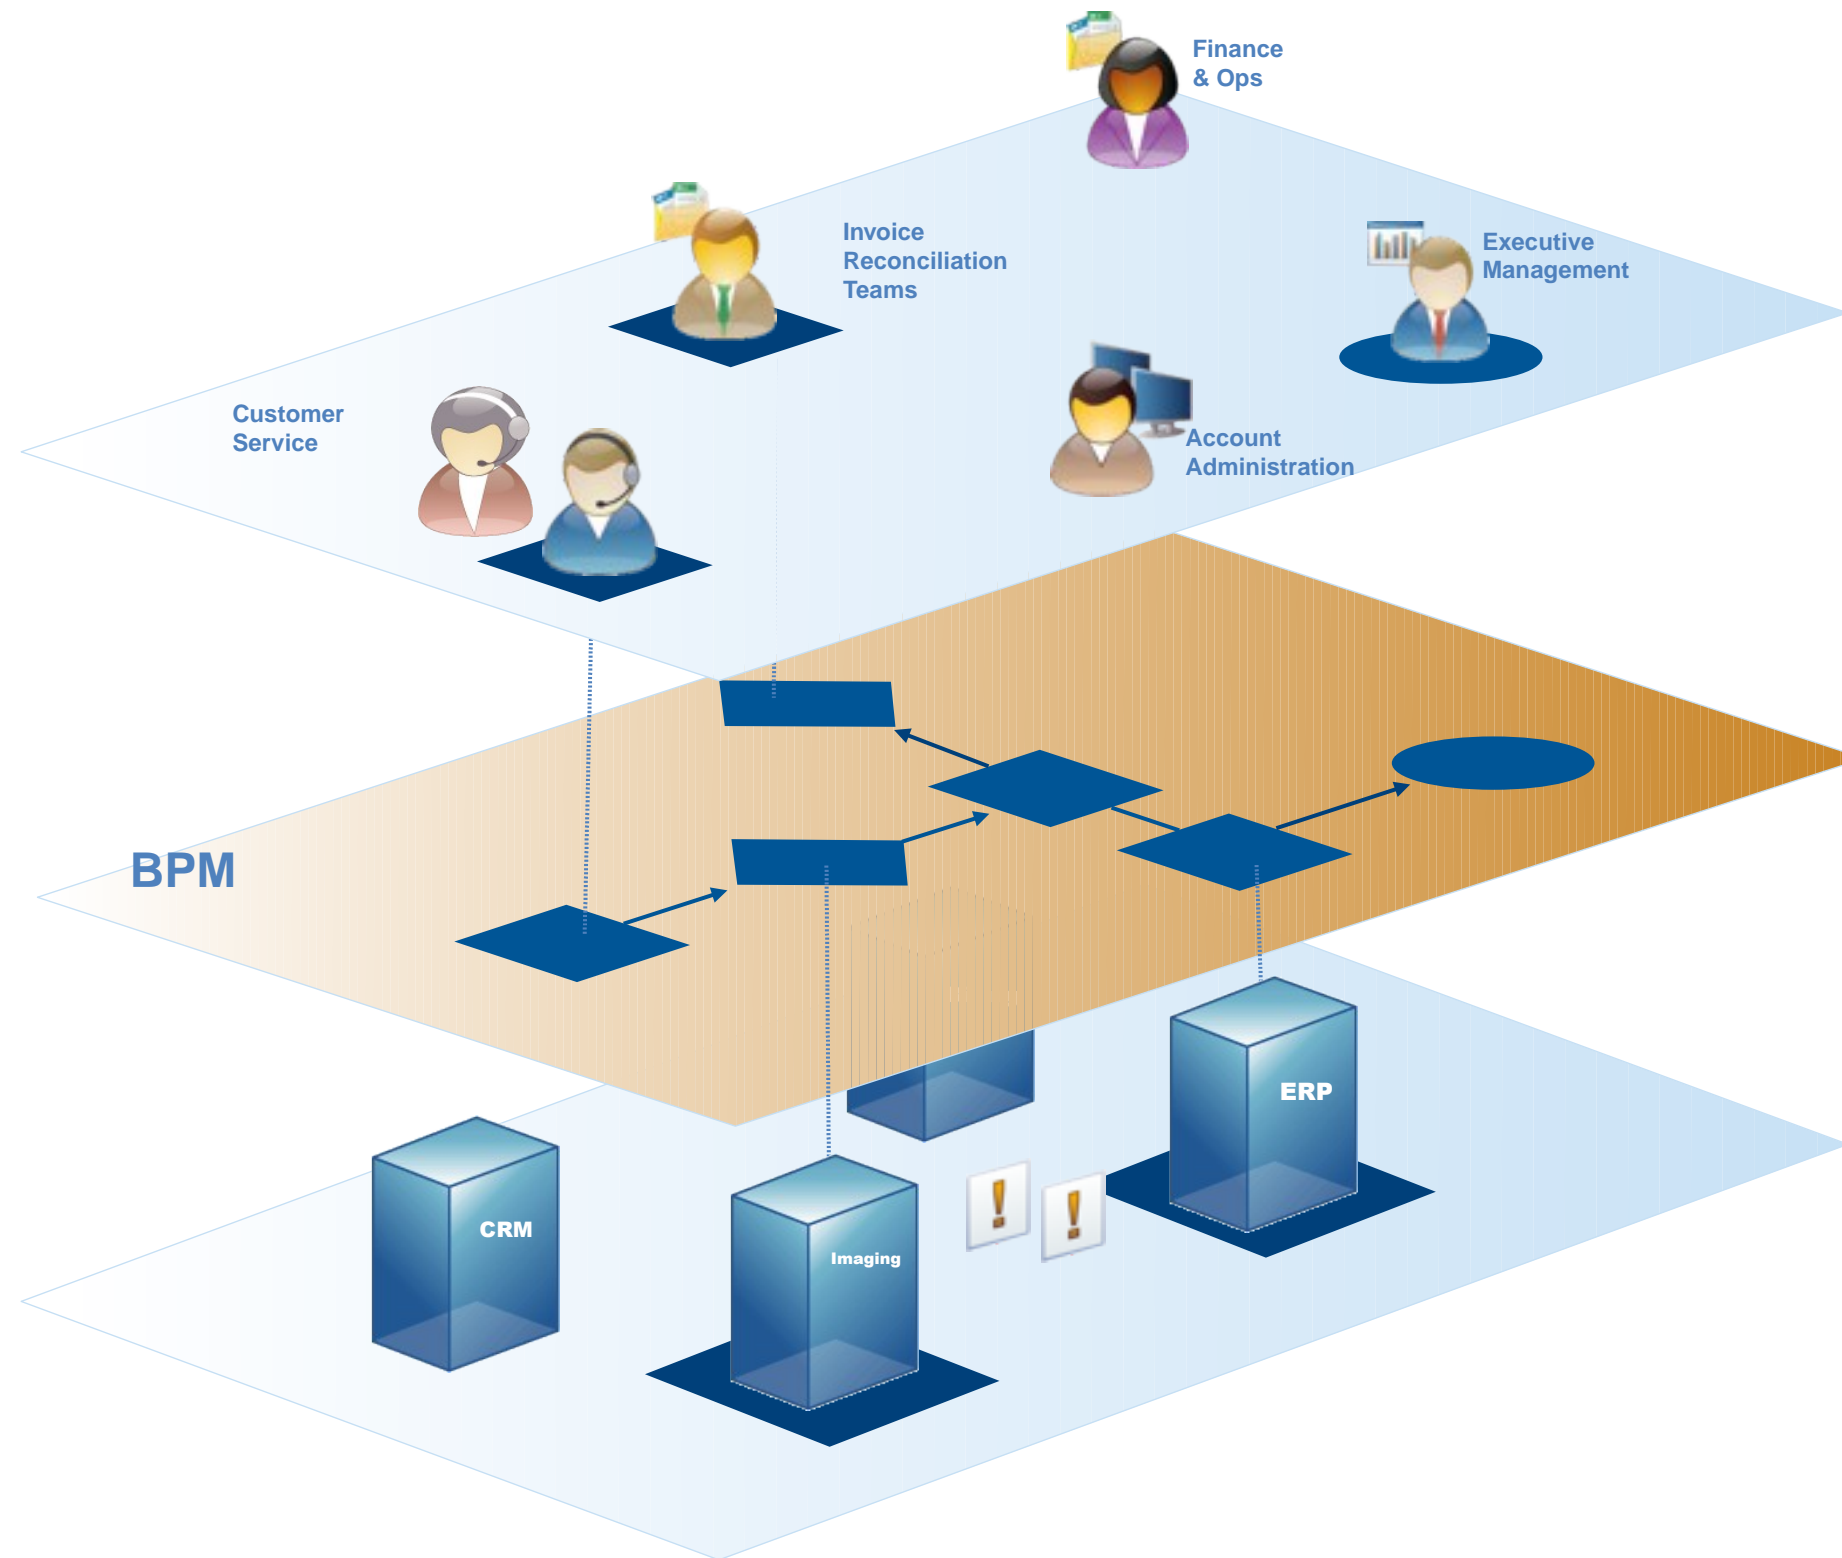 Finance
& Ops
Invoice
Reconciliation
Teams
Executive
Management
Customer
Service
Account
Administration
BPM
ERP
CRM
Imaging